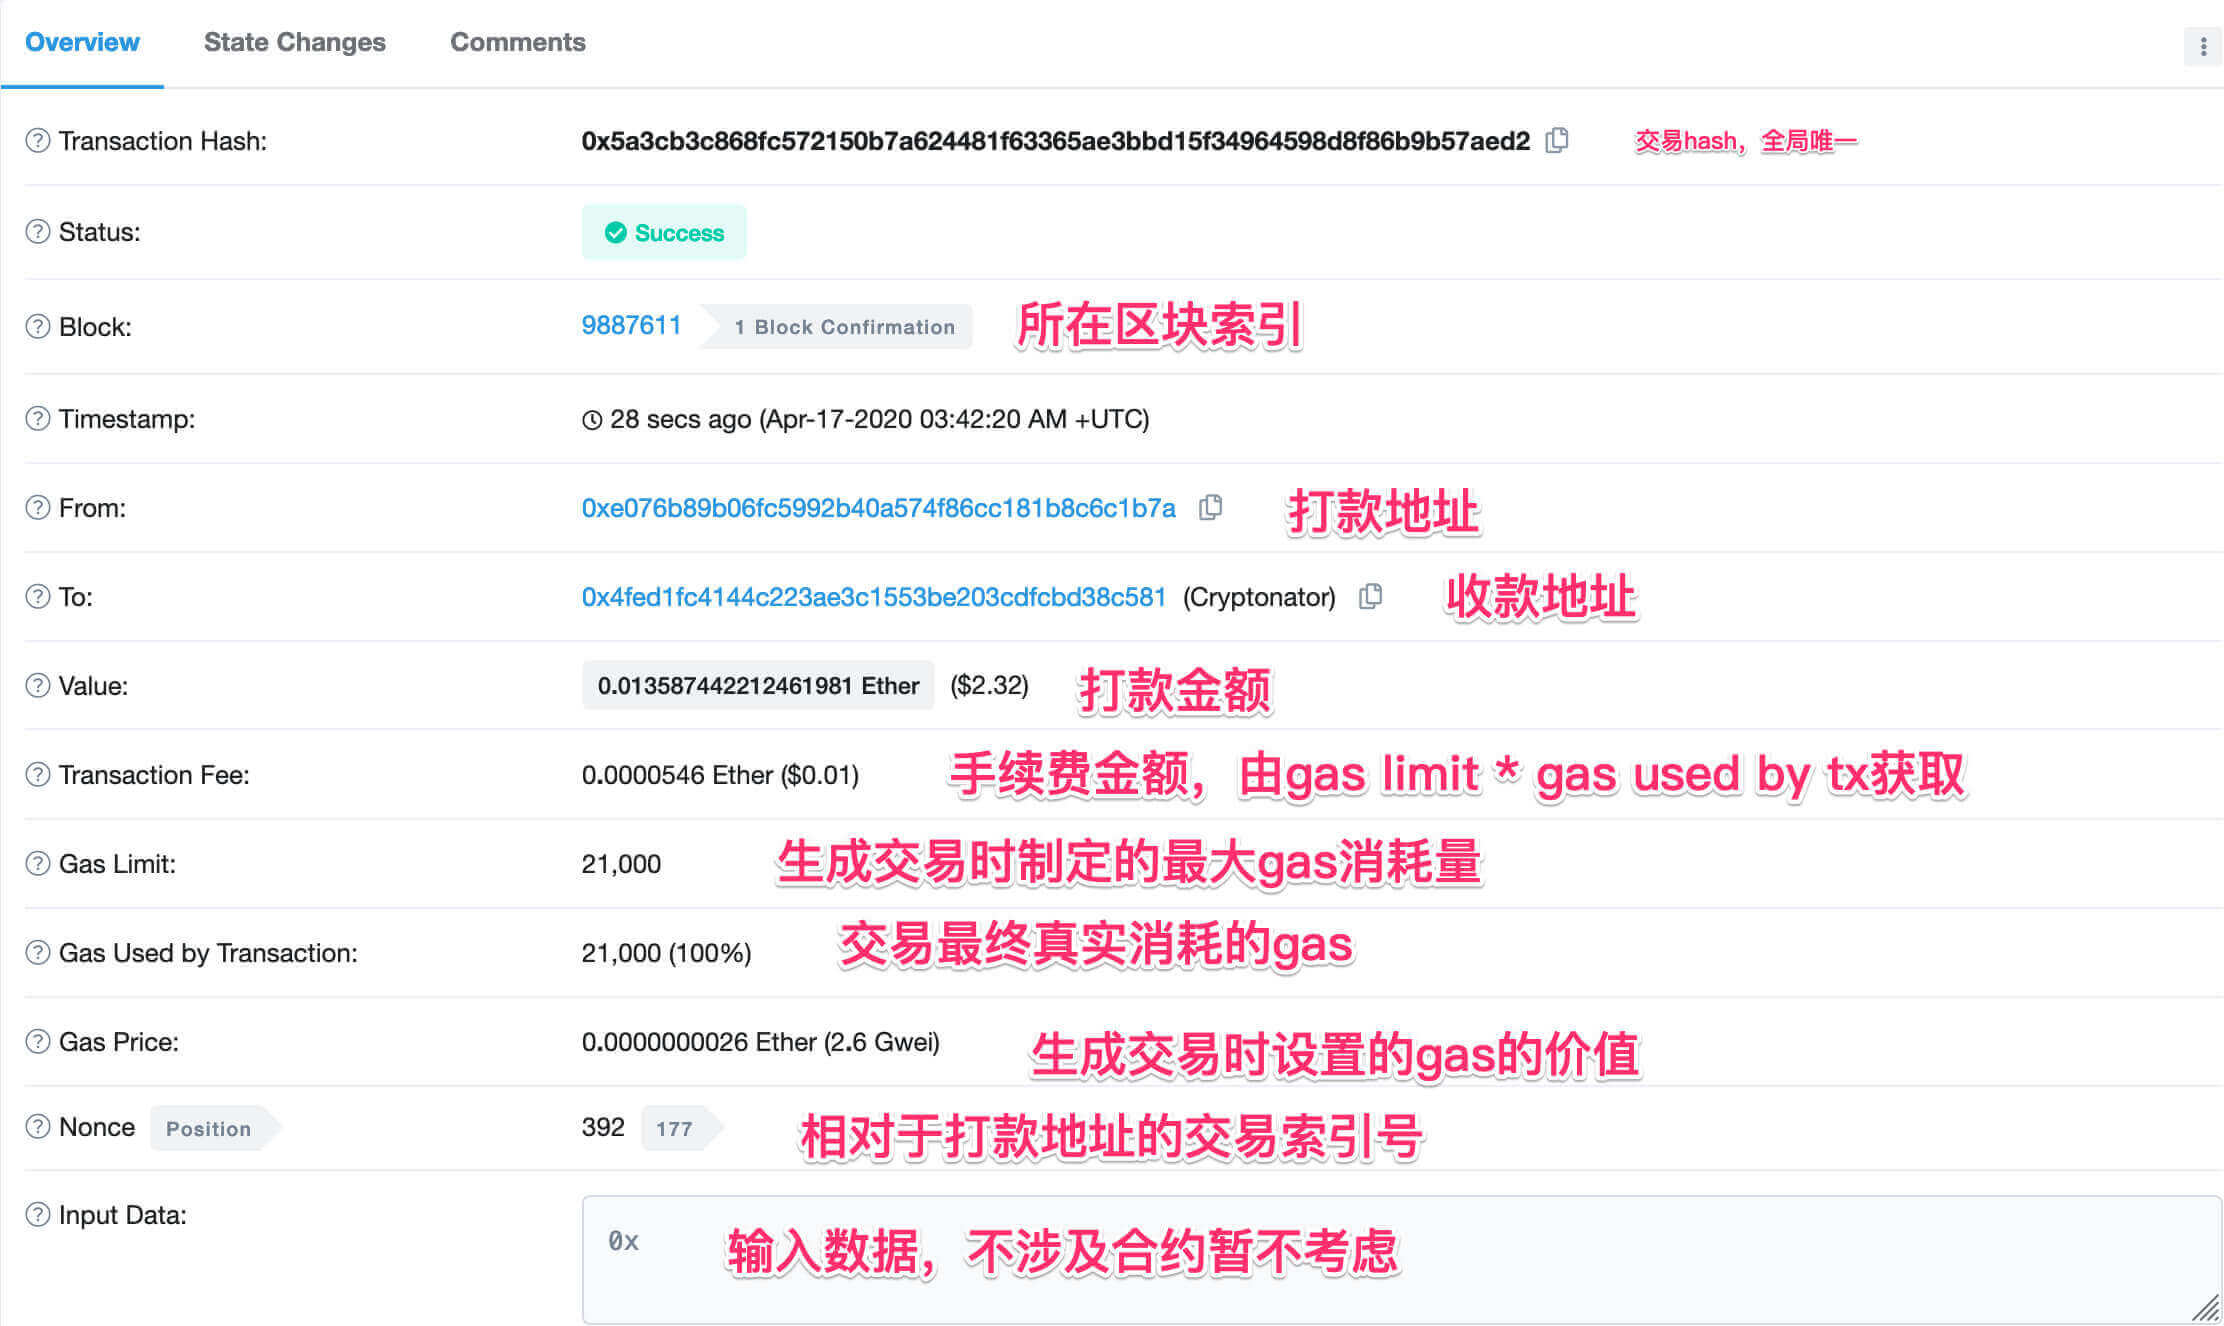 Overview State Changes Comments
Transaction Hash: 0x5a3cb3c868fc572150b7a624481f63365ae3bbd15f34964598d8f86b9b57aed2 交易hash，全局唯一
Status: Success
Block: 9887611 1 Block Confirmation 所在区块索引
Timestamp: 28 secs ago (Apr-17-2020 03:42:20 AM +UTC)
From: 0xe076b89b06fc5992b40a574f86cc181b8c6c1b7a 打款地址
To: 0x4fed1fc4144c223ae3c1553be203cdfcbd38c581 (Cryptonator) 收款地址
Value: 0.013587442212461981 Ether ($2.32) 打款金额
Transaction Fee: 0.0000546 Ether ($0.01) 手续费金额，由gas limit * gas used by tx获取
Gas Limit: 21,000 生成交易时制定的最大gas消耗量
Gas Used by Transaction: 21,000 (100%) 交易最终真实消耗的gas
Gas Price: 0.0000000026 Ether (2.6 Gwei) 生成交易时设置的gas的价值
Nonce Position 392 177 相对于打款地址的交易索引号
Input Data: 0x 输入数据，不涉及合约暂不考虑